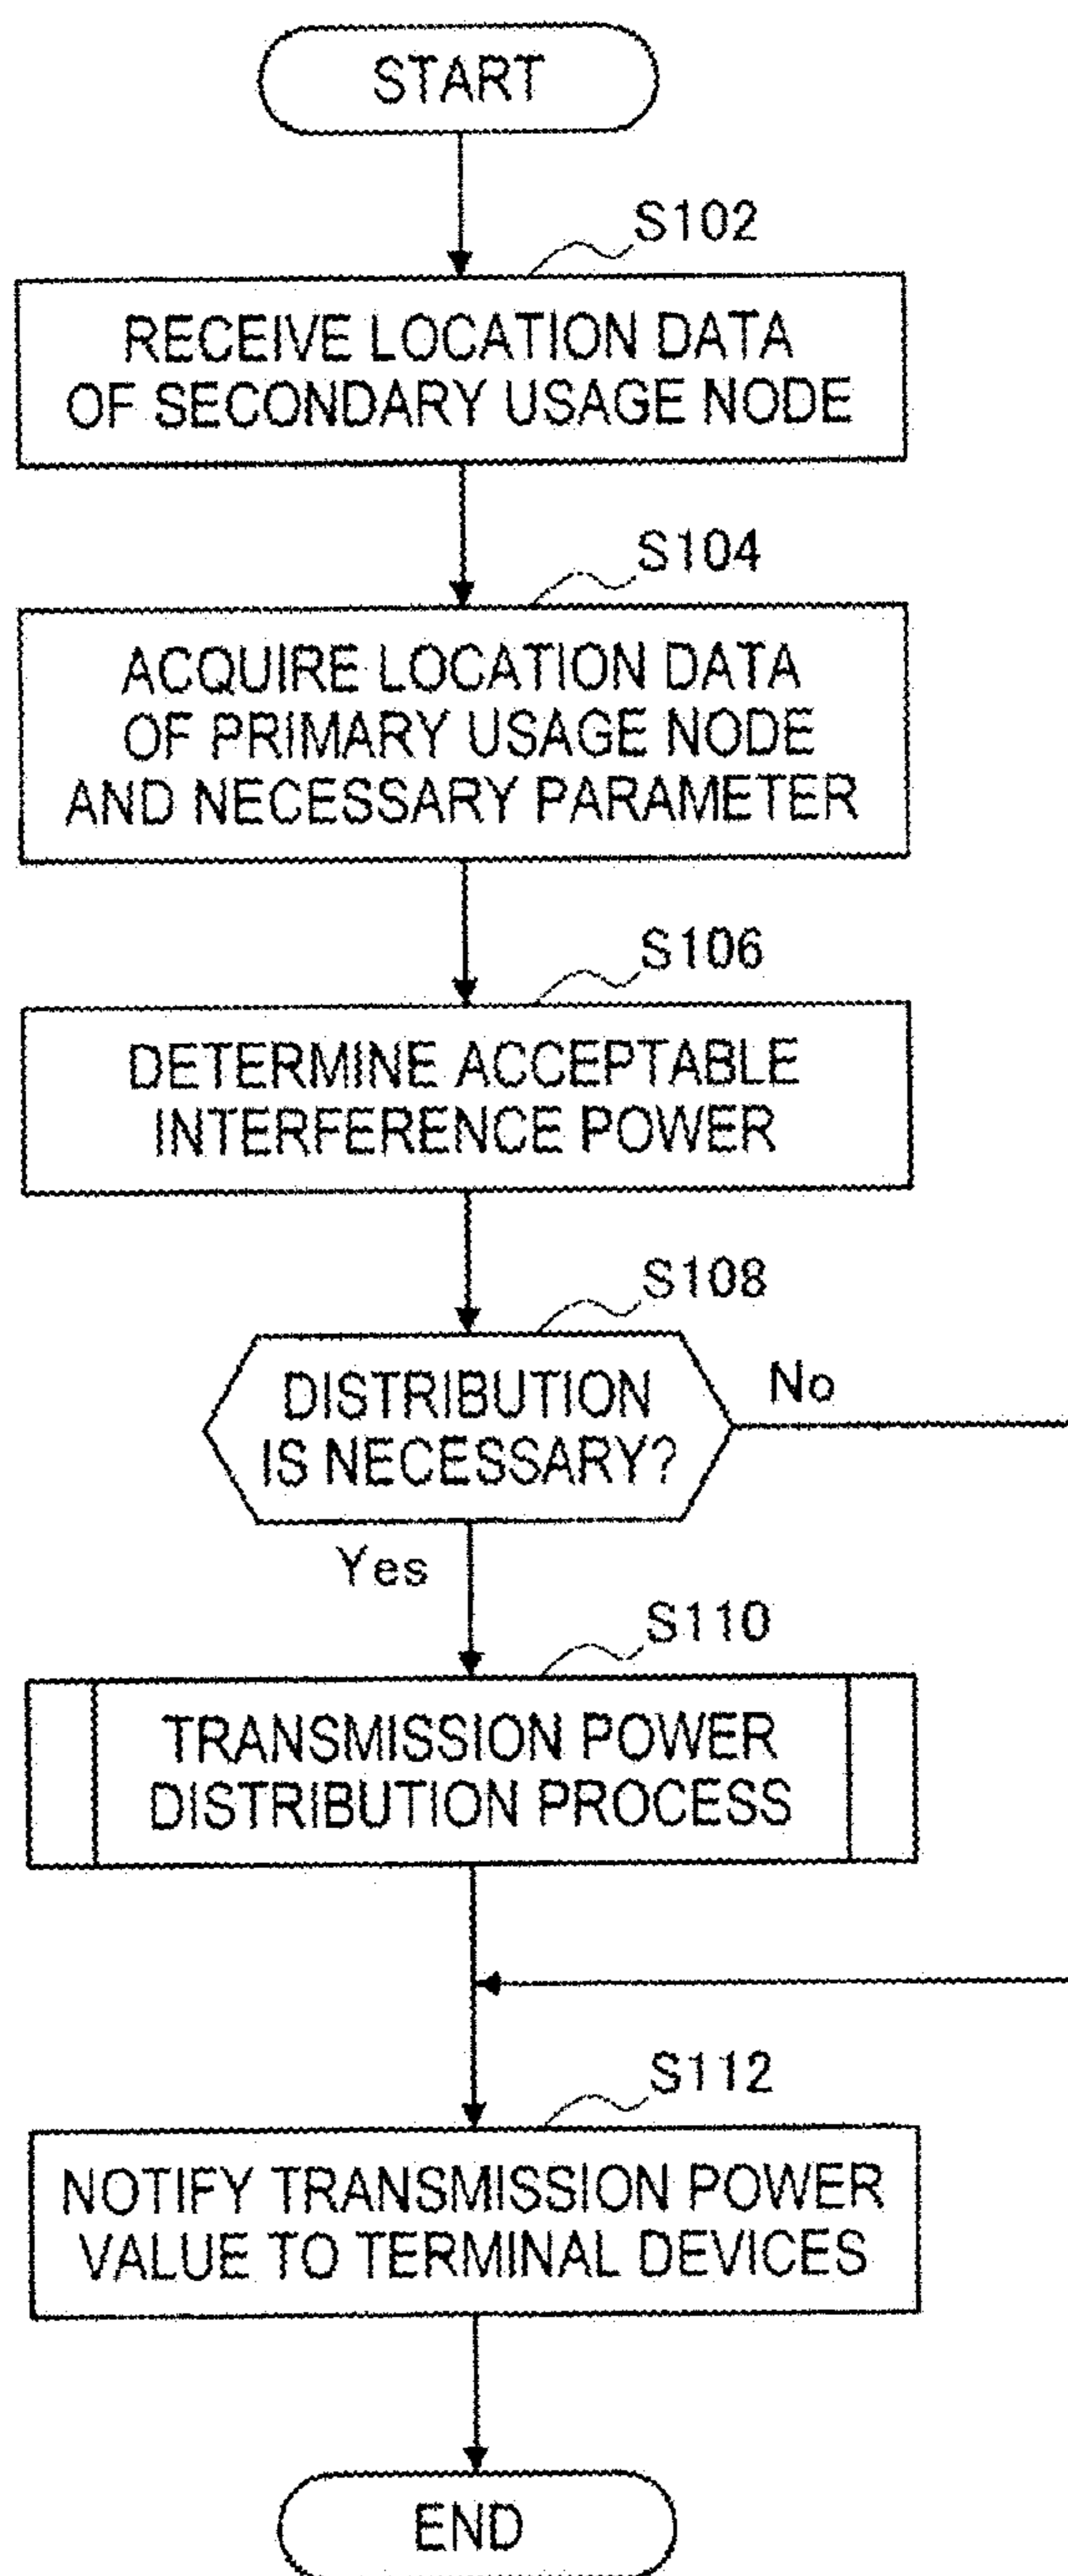 START
S102
RECEIVE LOCATION DATA
OF SECONDARY USAGE NODE
S104
ACQUIRE LOCATION DATA
OF PRIMARY USAGE NODE
AND NECESSARY PARAMETER
S106
DETERMINE ACCEPTABLE
INTERFERENCE POWER
S108
DISTRIBUTION
IS NECESSARY?
No
Yes
S110
TRANSMISSION POWER
DISTRIBUTION PROCESS
S112
NOTIFY TRANSMISSION POWER
VALUE TO TERMINAL DEVICES
END